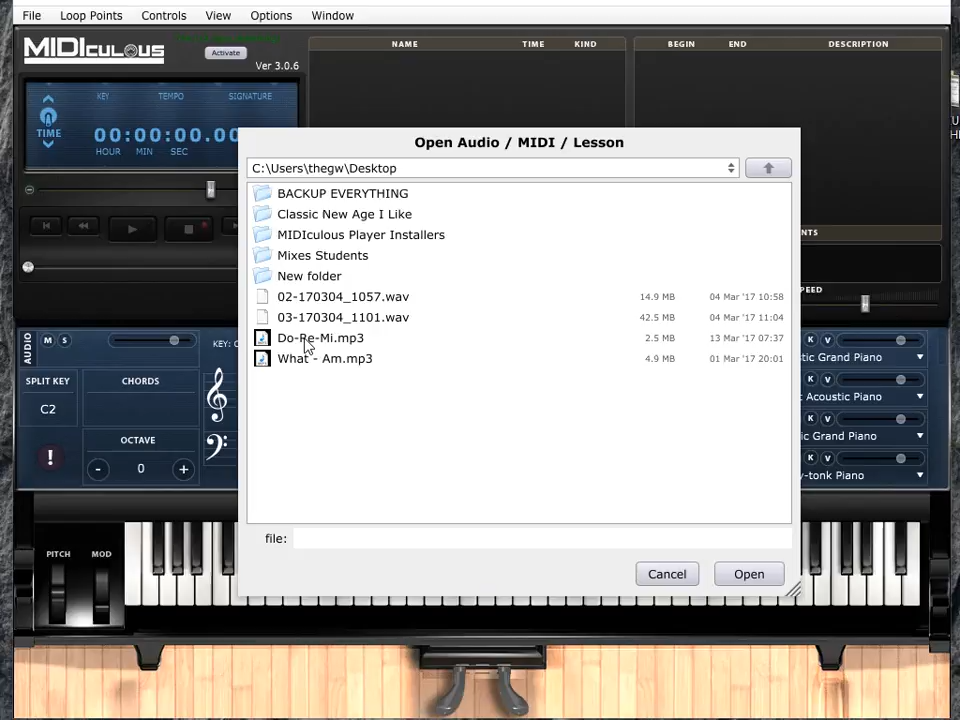 File Loop Points Controls View Options Window
MIDIculous Activate
Ver 3.0.6
NAME TIME KIND BEGIN END DESCRIPTION
KEY TEMPO SIGNATURE
TIME 00:00:00.00
HOUR MIN SEC
Open Audio / MIDI / Lesson
C:\Users\thegw\Desktop
BACKUP EVERYTHING
Classic New Age I Like
MIDIculous Player Installers
Mixes Students
New folder
02-170304_1057.wav 14.9 MB 04 Mar '17 10:58
03-170304_1101.wav 42.5 MB 04 Mar '17 11:04
Do-Re-Mi.mp3 2.5 MB 13 Mar '17 07:37
What - Am.mp3 4.9 MB 01 Mar '17 20:01
file:
Cancel Open
NTS
PEED
AUDIO M S KEY: C
SPLIT KEY CHORDS
C2
OCTAVE
! - 0 +
tic Grand Piano
K V
t Acoustic Piano
K V
tic Grand Piano
K V
ky-tonk Piano
PITCH MOD